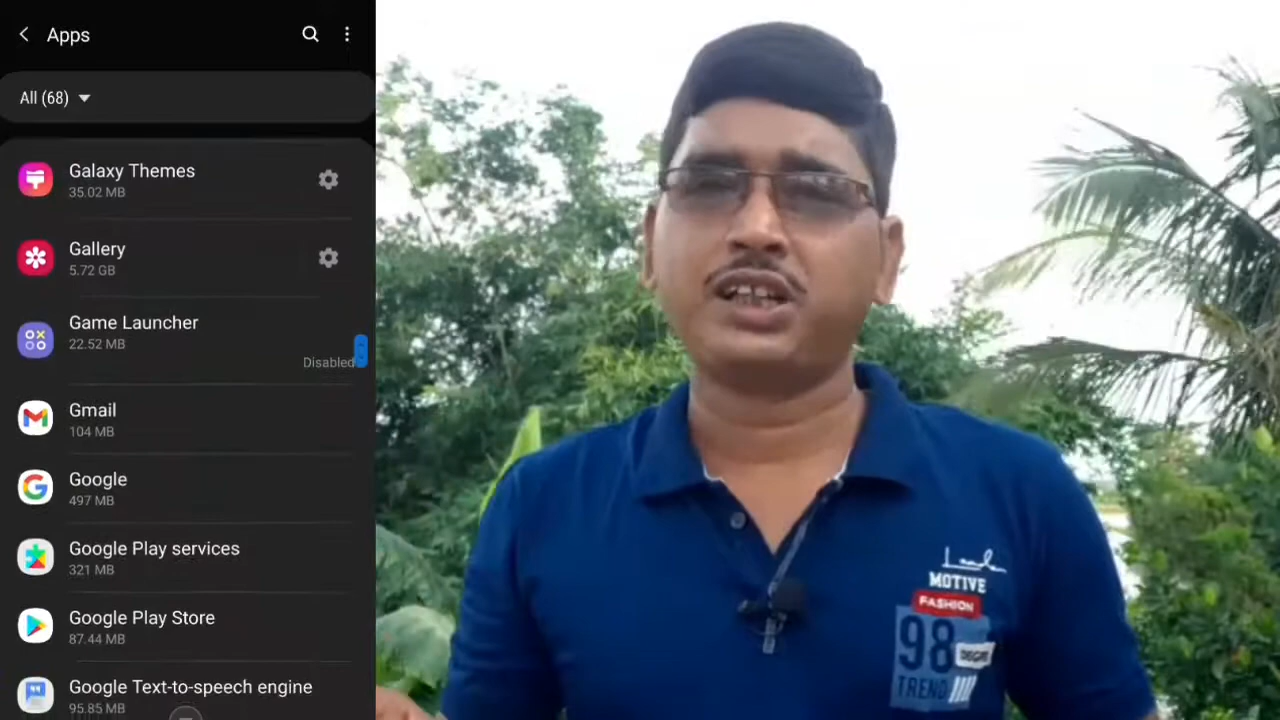 Apps
All (68)
Galaxy Themes
35.02 MB
Gallery
5.72 GB
Game Launcher
22.52 MB
Disabled
Gmail
104 MB
Google
497 MB
Google Play services
321 MB
Google Play Store
87.44 MB
Google Text-to-speech engine
95.85 MB
MOTIVE
FASHION
98
TREND